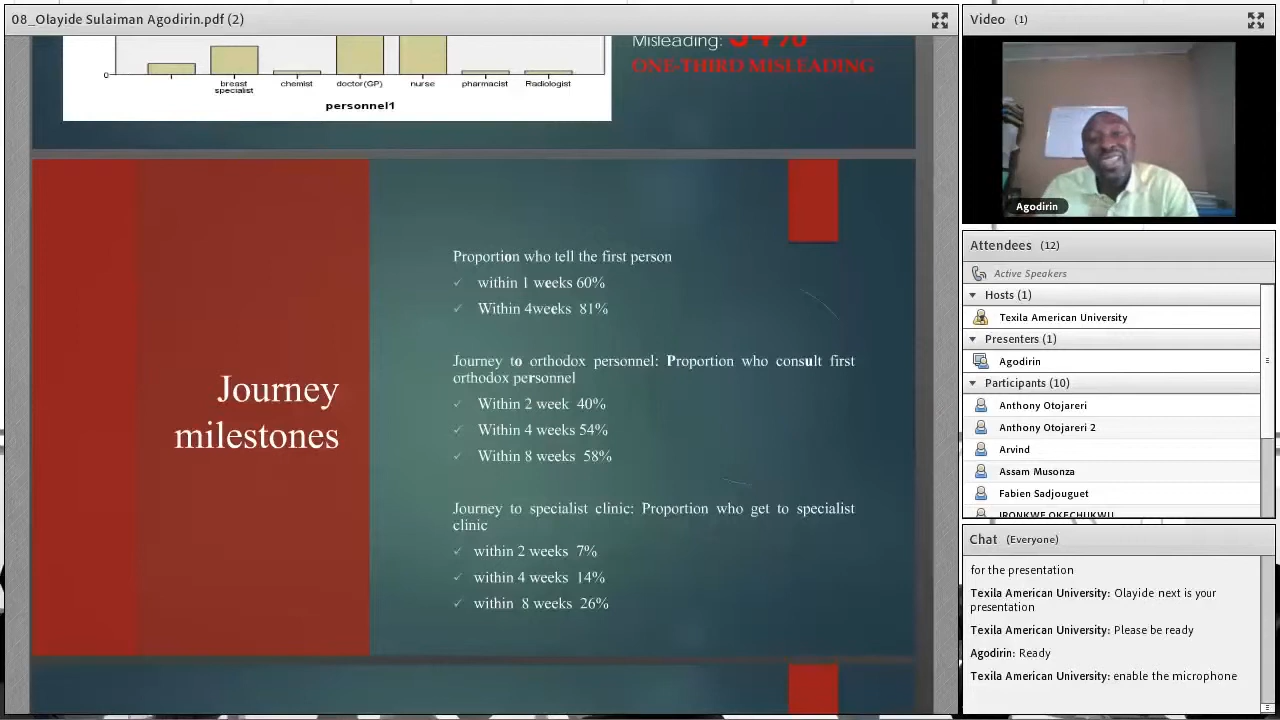 08_Olayide Sulaiman Agodirin.pdf (2)
0
breast
specialist
chemist
doctor(GP)
nurse
pharmacist
Radiologist
personnel1
Misleading: 34%
ONE-THIRD MISLEADING
Journey
milestones
Proportion who tell the first person
✓ within 1 weeks 60%
✓ Within 4weeks 81%
Journey to orthodox personnel: Proportion who consult first
orthodox personnel
✓ Within 2 week 40%
✓ Within 4 weeks 54%
✓ Within 8 weeks 58%
Journey to specialist clinic: Proportion who get to specialist
clinic
✓ within 2 weeks 7%
✓ within 4 weeks 14%
✓ within 8 weeks 26%
Video (1)
Agodirin
Attendees (12)
Active Speakers
Hosts (1)
Texila American University
Presenters (1)
Agodirin
Participants (10)
Anthony Otojareri
Anthony Otojareri 2
Arvind
Assam Musonza
Fabien Sadjouguet
IRONKWE OKECHUKWU
Chat (Everyone)
for the presentation
Texila American University: Olayide next is your
presentation
Texila American University: Please be ready
Agodirin: Ready
Texila American University: enable the microphone